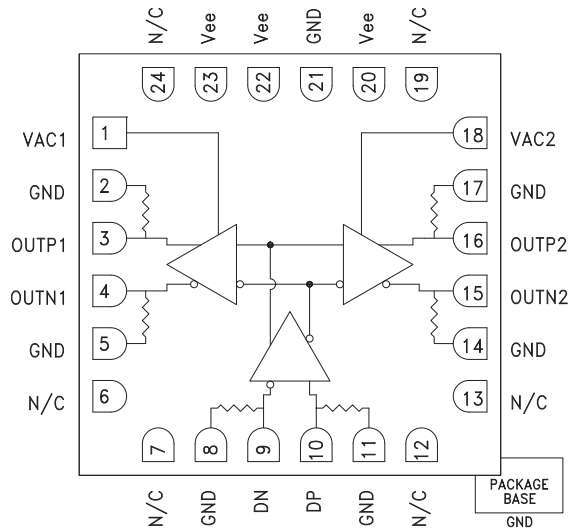 N/C Vee Vee GND Vee N/C
24 23 22 21 20 19
VAC1 1 18 VAC2
GND 2 17 GND
OUTP1 3 16 OUTP2
OUTN1 4 15 OUTN2
GND 5 14 GND
N/C 6 13 N/C
7 8 9 10 11 12
N/C GND DN DP GND N/C
PACKAGE
BASE
GND